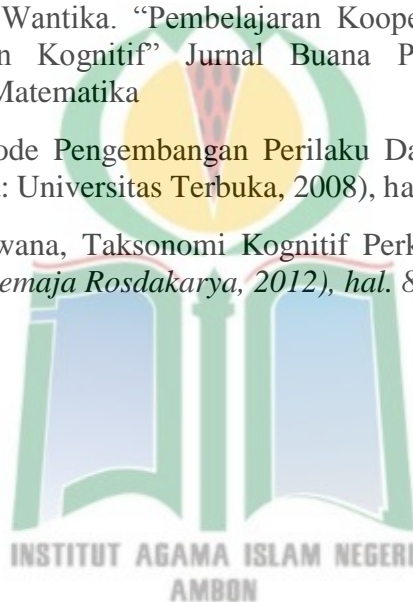 Wantika. “Pembelajaran Koope
n Kognitif” Jurnal Buana P
Matematika
ode Pengembangan Perilaku Da
: Universitas Terbuka, 2008), ha
wana, Taksonomi Kognitif Perk
emaja Rosdakarya, 2012), hal. 8
INSTITUT AGAMA ISLAM NEGERI
AMBON